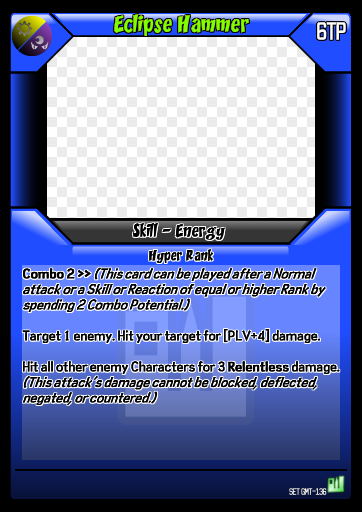 Eclipse Hammer
6TP
Skill - Energy
Hyper Rank
Combo 2 >> (This card can be played after a Normal
attack or a Skill or Reaction of equal or higher Rank by
spending 2 Combo Potential.)
Target 1 enemy. Hit your target for [PLV+4] damage.
Hit all other enemy Characters for 3 Relentless damage.
(This attack's damage cannot be blocked, deflected,
negated, or countered.)
SET GMT-136